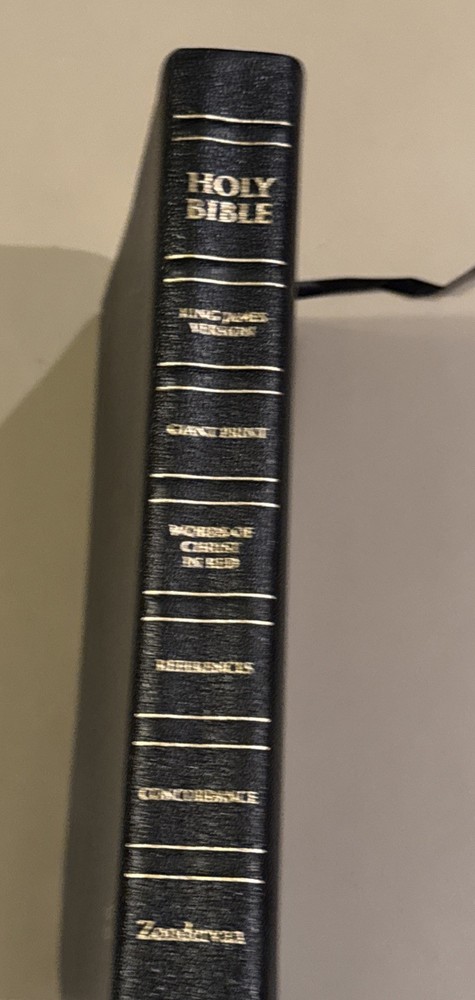 HOLY
BIBLE
KING JAMES
VERSION
GIANT PRINT
WORDS OF
CHRIST
IN RED
REFERENCES
CONCORDANCE
Zondervan